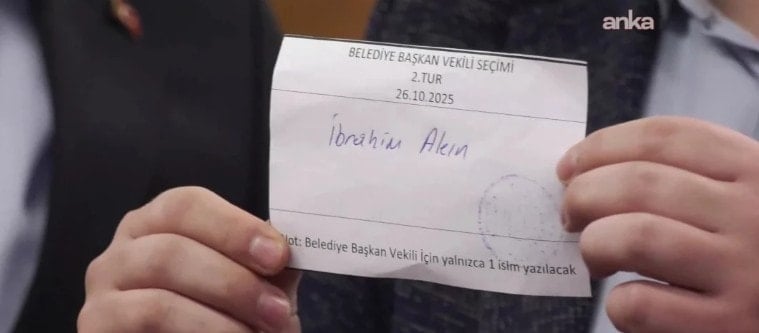 anka
BELEDİYE BAŞKAN VEKİLİ SEÇİMİ
2.TUR
26.10.2025
İbrahim Akın
Not: Belediye Başkan Vekili İçin yalnızca 1 isim yazılacak